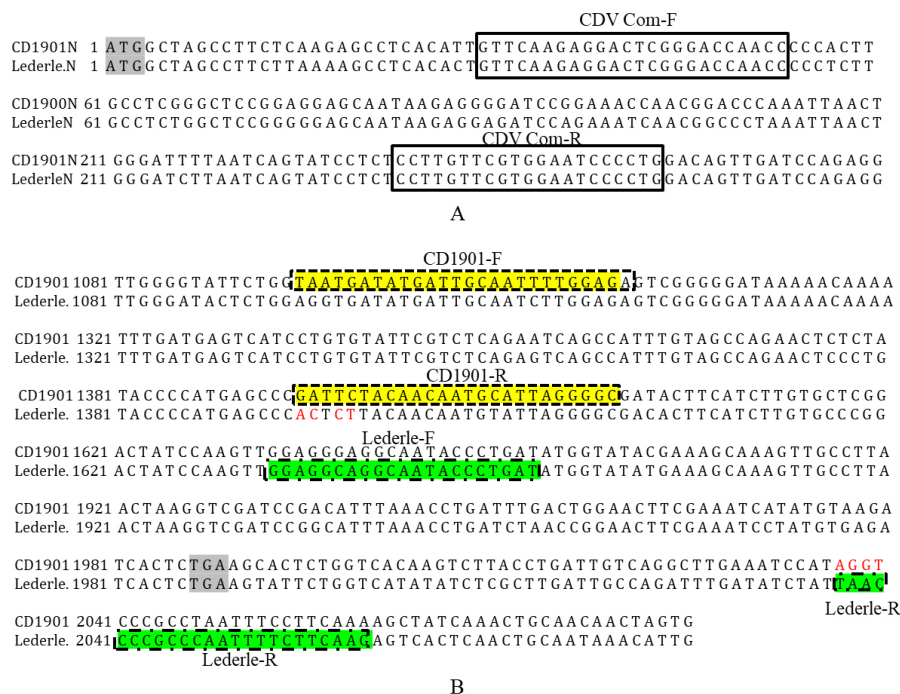 CDV Com-F
CD1901N 1 ATGGCTAGCCTTCTCAAGAGCCTCACATTGTTCAAGAGGACTCGGGACCAACCCCCACTT
Lederle.N 1 ATGGCTAGCCTTCTTAAAAGCCTCACACTGTTCAAGAGGACTCGGGACCAACCCCCTCTT
CD1900N 61 GCCTCGGGCTCCGGAGGAGCAATAAGAGGGGATCCGGAAACCAACGGACCCAAATTAACT
LederleN 61 GCCTCTGGCTCCGGGGGAGCAATAAGAGGAGATCCAGAAATCAACGGCCCTAAATTAACT
CDV Com-R
CD1901N 211 GGGATTTTAATCAGTATCCTCTCCTTGTTCGTGGAATCCCCTGGACAGTTGATCCAGAGG
LederleN 211 GGGATCTTAATCAGTATCCTCTCCTTGTTCGTGGAATCCCCTGGACAGTTGATCCAGAGG
A
CD1901-F
CD1901 1081 TTGGGGTATTCTGGTAATGATATGATTGCAATTTTGGAGAGTCGGGGGATAAAAACAAAA
Lederle. 1081 TTGGGATACTCTGGAGGTGATATGATTGCAATCTTGGAGAGTCGGGGGATAAAAACAAAA
CD1901 1321 TTTGATGAGTCATCCTGTGTATTCGTCTCAGAATCAGCCATTTGTAGCCAGAACTCTCTA
Lederle. 1321 TTTGATGAGTCATCCTGTGTATTCGTCTCAGAGTCAGCCATTTGTAGCCAGAACTCCCTG
CD1901-R
CD1901 1381 TACCCCATGAGCCCGATTCTACAACAATGCATTAGGGGCGATACTTCATCTTGTGCTCGG
Lederle. 1381 TACCCCATGAGCCCACTCTTACAACAATGTATTAGGGGCGACACTTCATCTTGTGCCCGG
Lederle-F
CD1901 1621 ACTATCCAAGTTGGAGGGAGGCAATACCCTGATATGGTATACGAAAGCAAAGTTGCCTTA
Lederle. 1621 ACTATCCAAGTTGGAGGCAGGCAATACCCTGATATGGTATATGAAAGCAAAGTTGCCTTA
CD1901 1921 ACTAAGGTCGATCCGACATTTAAACCTGATTTGACTGGAACTTCGAAATCATATGTAAGA
Lederle. 1921 ACTAAGGTCGATCCGGCATTTAAACCTGATCTAACCGGAACTTCGAAATCCTATGTGAGA
CD1901 1981 TCACTCTGAAGCACTCTGGTCACAAGTCTTACCTGATTGTCAGGCTTGAAATCCATAGGT
Lederle. 1981 TCACTCTGAAGTATTCTGGTCATATATCTCGCTTGATTGCCAGATTTGATATCTATTAAC
Lederle-R
CD1901 2041 CCCGCCTAATTTCCTTCAAAAGCTATCAAACTGCAACAACTAGTG
Lederle. 2041 CCCGCCCAATTTTCTTCAAGAGTCACTCAACTGCAATAAACATTG
Lederle-R
B